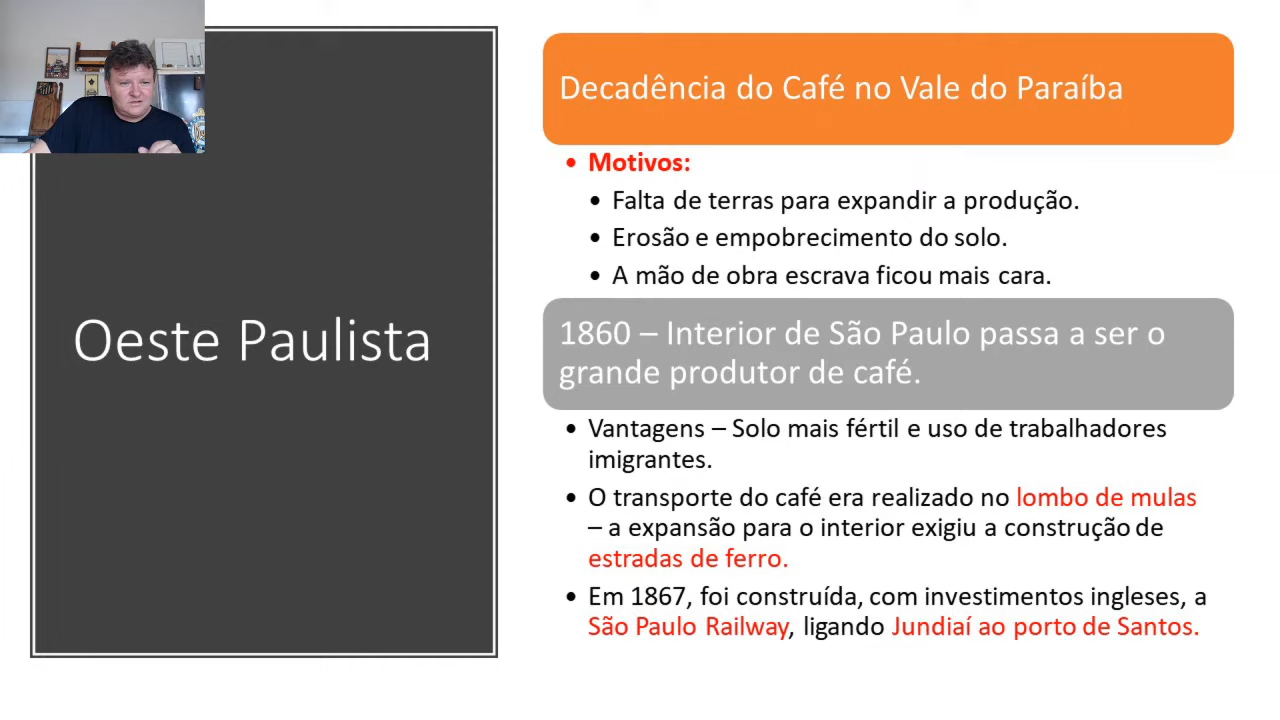 Oeste Paulista
Decadência do Café no Vale do Paraíba
• Motivos:
• Falta de terras para expandir a produção.
• Erosão e empobrecimento do solo.
• A mão de obra escrava ficou mais cara.
1860 – Interior de São Paulo passa a ser o
grande produtor de café.
• Vantagens – Solo mais fértil e uso de trabalhadores
imigrantes.
• O transporte do café era realizado no lombo de mulas
– a expansão para o interior exigiu a construção de
estradas de ferro.
• Em 1867, foi construída, com investimentos ingleses, a
São Paulo Railway, ligando Jundiaí ao porto de Santos.